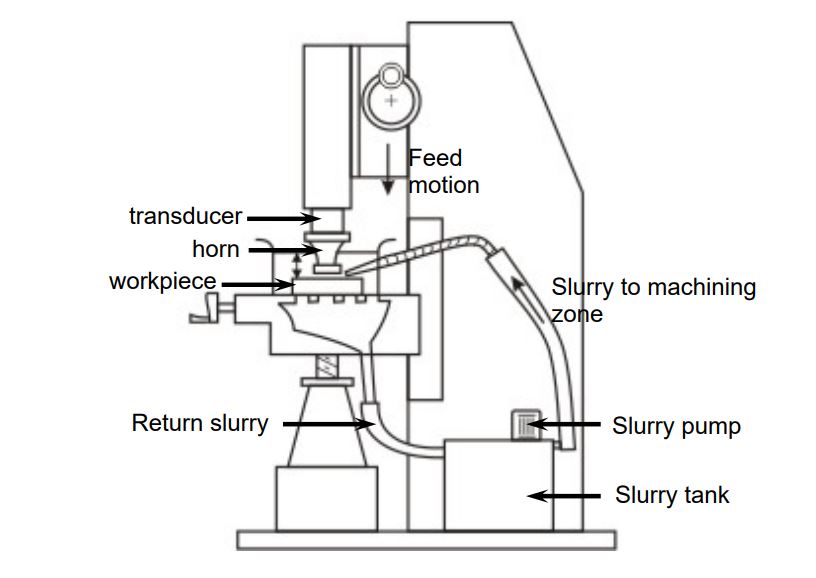 Feed
motion
transducer
horn
workpiece
Slurry to machining
zone
Return slurry
Slurry pump
Slurry tank